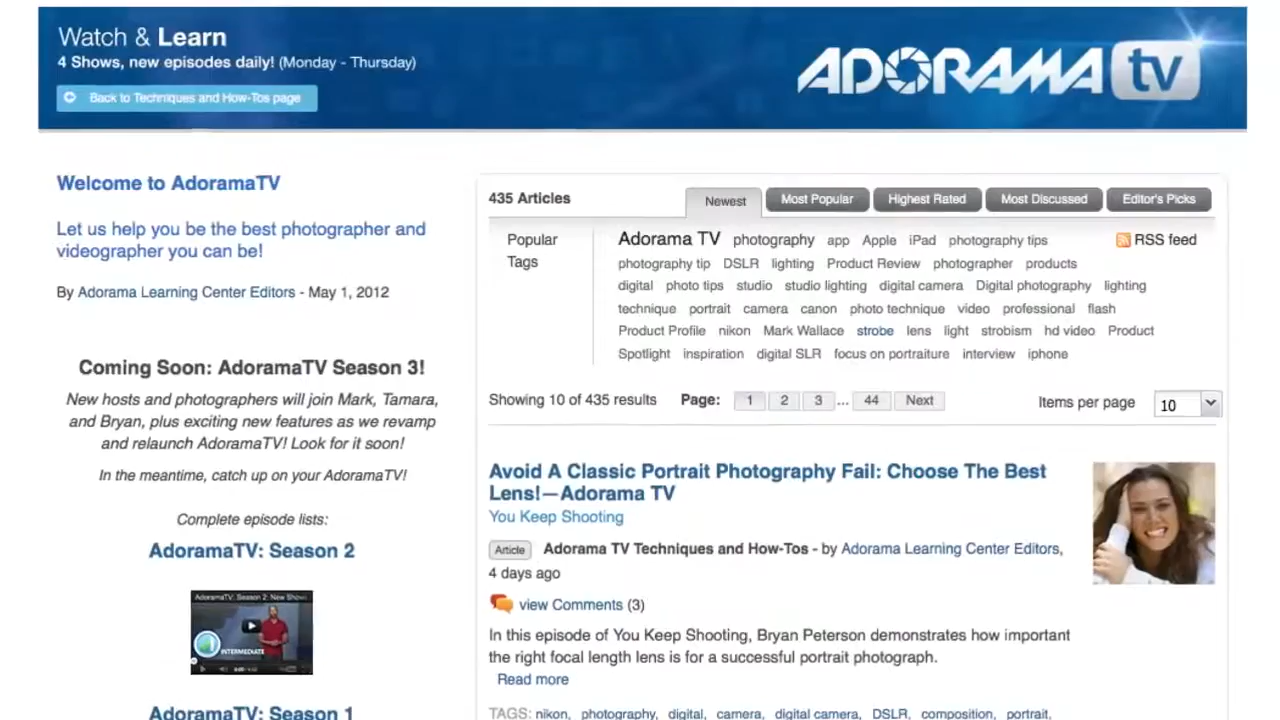 Watch & Learn
4 Shows, new episodes daily! (Monday - Thursday)
Back to Techniques and How-Tos page
ADORAMA tv
Welcome to AdoramaTV
Let us help you be the best photographer and
videographer you can be!
By Adorama Learning Center Editors - May 1, 2012
Coming Soon: AdoramaTV Season 3!
New hosts and photographers will join Mark, Tamara,
and Bryan, plus exciting new features as we revamp
and relaunch AdoramaTV! Look for it soon!
In the meantime, catch up on your AdoramaTV!
Complete episode lists:
AdoramaTV: Season 2
AdoramaTV: Season 2: New Shows
INTERMEDIATE
AdoramaTV: Season 1
435 Articles
Newest
Most Popular
Highest Rated
Most Discussed
Editor's Picks
Popular
Tags
Adorama TV photography app Apple iPad photography tips
RSS feed
photography tip DSLR lighting Product Review photographer products
digital photo tips studio studio lighting digital camera Digital photography lighting
technique portrait camera canon photo technique video professional flash
Product Profile nikon Mark Wallace strobe lens light strobism hd video Product
Spotlight inspiration digital SLR focus on portraiture interview iphone
Showing 10 of 435 results Page: 1 2 3 ... 44 Next
Items per page 10
Avoid A Classic Portrait Photography Fail: Choose The Best
Lens!—Adorama TV
You Keep Shooting
Article Adorama TV Techniques and How-Tos - by Adorama Learning Center Editors,
4 days ago
view Comments (3)
In this episode of You Keep Shooting, Bryan Peterson demonstrates how important
the right focal length lens is for a successful portrait photograph.
Read more
TAGS: nikon, photography, digital, camera, digital camera, DSLR, composition, portrait,